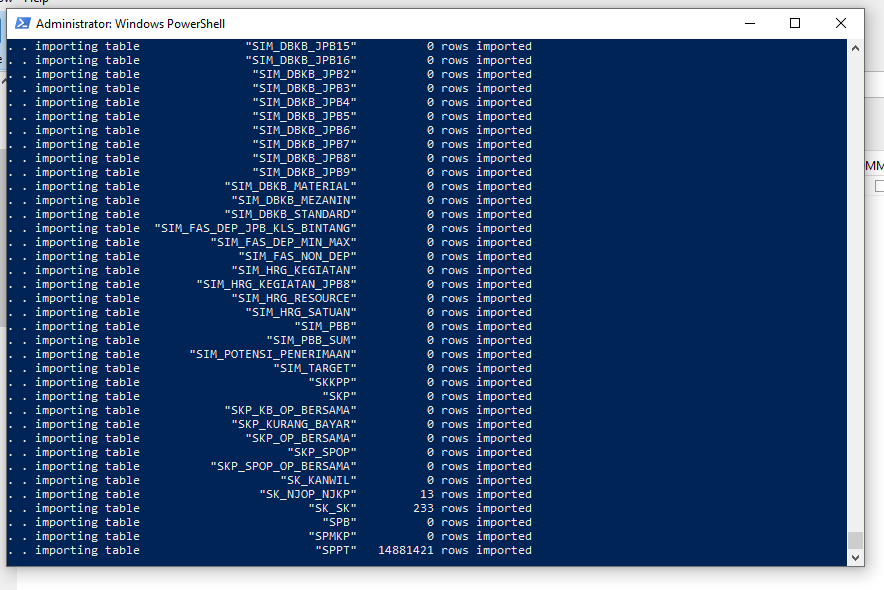 Help
Administrator: Windows PowerShell
. . importing table "SIM_DBKB_JPB15" 0 rows imported
. . importing table "SIM_DBKB_JPB16" 0 rows imported
. . importing table "SIM_DBKB_JPB2" 0 rows imported
. . importing table "SIM_DBKB_JPB3" 0 rows imported
. . importing table "SIM_DBKB_JPB4" 0 rows imported
. . importing table "SIM_DBKB_JPB5" 0 rows imported
. . importing table "SIM_DBKB_JPB6" 0 rows imported
. . importing table "SIM_DBKB_JPB7" 0 rows imported
. . importing table "SIM_DBKB_JPB8" 0 rows imported
. . importing table "SIM_DBKB_JPB9" 0 rows imported
. . importing table "SIM_DBKB_MATERIAL" 0 rows imported
. . importing table "SIM_DBKB_MEZANIN" 0 rows imported
. . importing table "SIM_DBKB_STANDARD" 0 rows imported
. . importing table "SIM_FAS_DEP_JPB_KLS_BINTANG" 0 rows imported
. . importing table "SIM_FAS_DEP_MIN_MAX" 0 rows imported
. . importing table "SIM_FAS_NON_DEP" 0 rows imported
. . importing table "SIM_HRG_KEGIATAN" 0 rows imported
. . importing table "SIM_HRG_KEGIATAN_JPB8" 0 rows imported
. . importing table "SIM_HRG_RESOURCE" 0 rows imported
. . importing table "SIM_HRG_SATUAN" 0 rows imported
. . importing table "SIM_PBB" 0 rows imported
. . importing table "SIM_PBB_SUM" 0 rows imported
. . importing table "SIM_POTENSI_PENERIMAAN" 0 rows imported
. . importing table "SIM_TARGET" 0 rows imported
. . importing table "SKKPP" 0 rows imported
. . importing table "SKP" 0 rows imported
. . importing table "SKP_KB_OP_BERSAMA" 0 rows imported
. . importing table "SKP_KURANG_BAYAR" 0 rows imported
. . importing table "SKP_OP_BERSAMA" 0 rows imported
. . importing table "SKP_SPOP" 0 rows imported
. . importing table "SKP_SPOP_OP_BERSAMA" 0 rows imported
. . importing table "SK_KANWIL" 0 rows imported
. . importing table "SK_NJOP_NJKP" 13 rows imported
. . importing table "SK_SK" 233 rows imported
. . importing table "SPB" 0 rows imported
. . importing table "SPMKP" 0 rows imported
. . importing table "SPPT" 14881421 rows imported